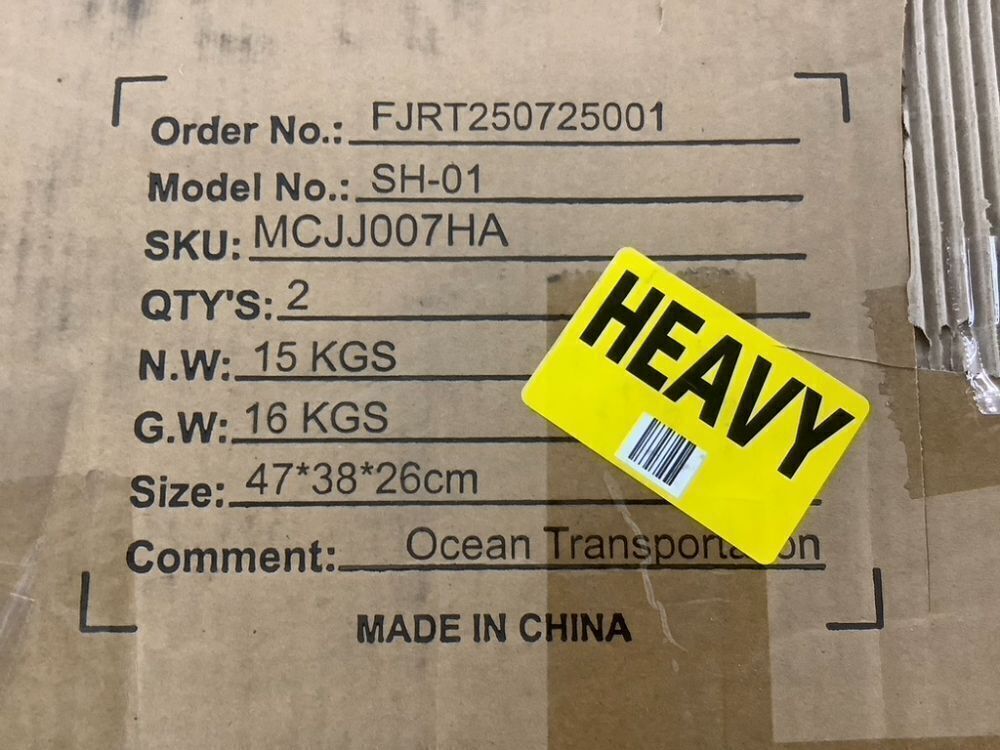 Order No.: FJRT250725001
Model No.: SH-01
SKU: MCJJ007HA
QTY'S: 2
N.W: 15 KGS
G.W: 16 KGS
Size: 47*38*26cm
Comment: Ocean Transportation
MADE IN CHINA
HEAVY